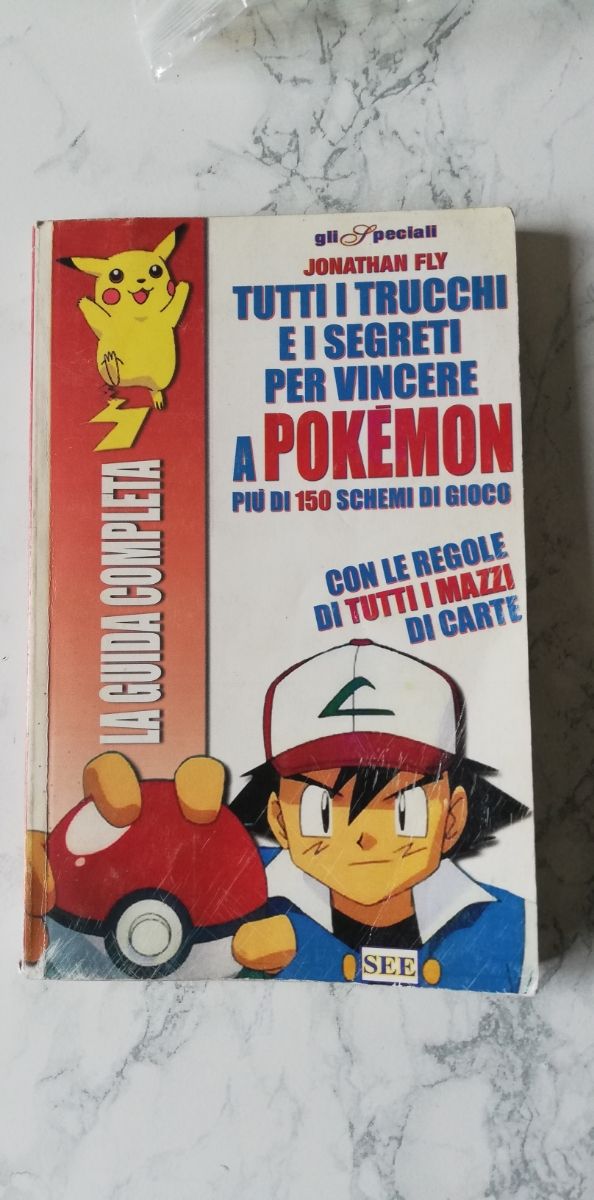 gli Speciali
JONATHAN FLY
TUTTI I TRUCCHI
E I SEGRETI
PER VINCERE
A POKÉMON
PIÙ DI 150 SCHEMI DI GIOCO
CON LE REGOLE
DI TUTTI I MAZZI
DI CARTE
LA GUIDA COMPLETA
SEE